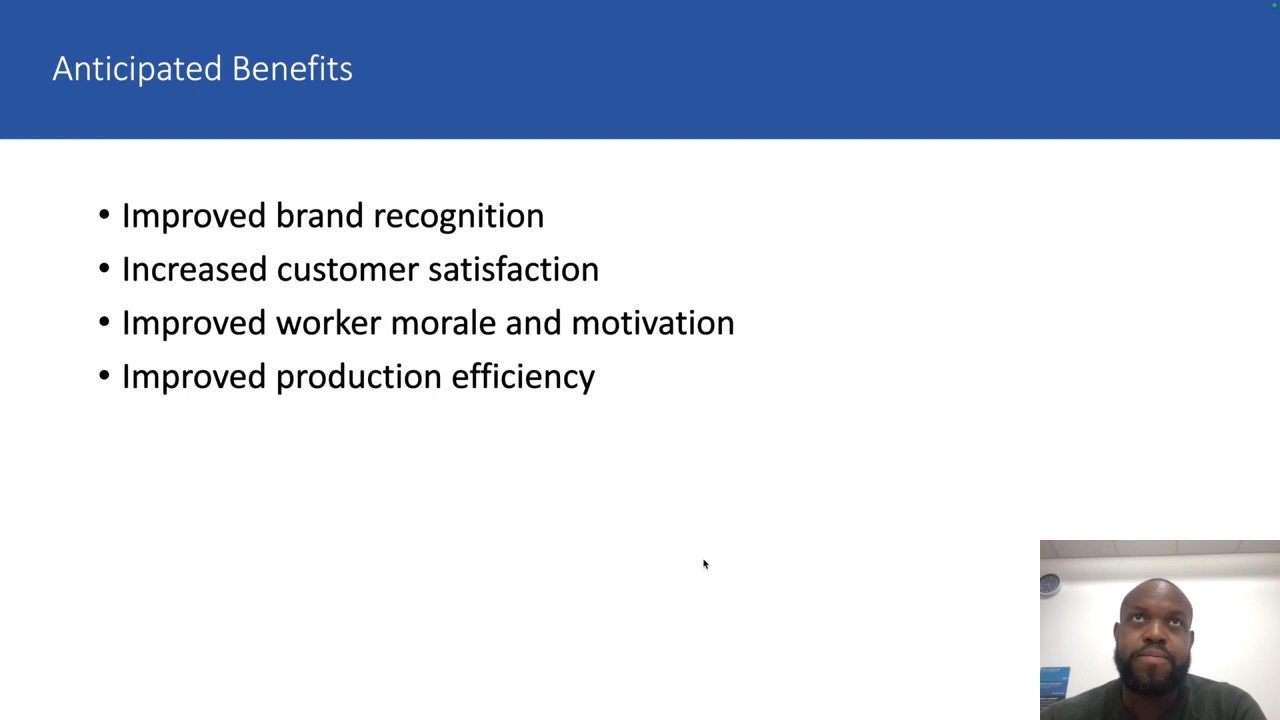 Anticipated Benefits
• Improved brand recognition
• Increased customer satisfaction
• Improved worker morale and motivation
• Improved production efficiency